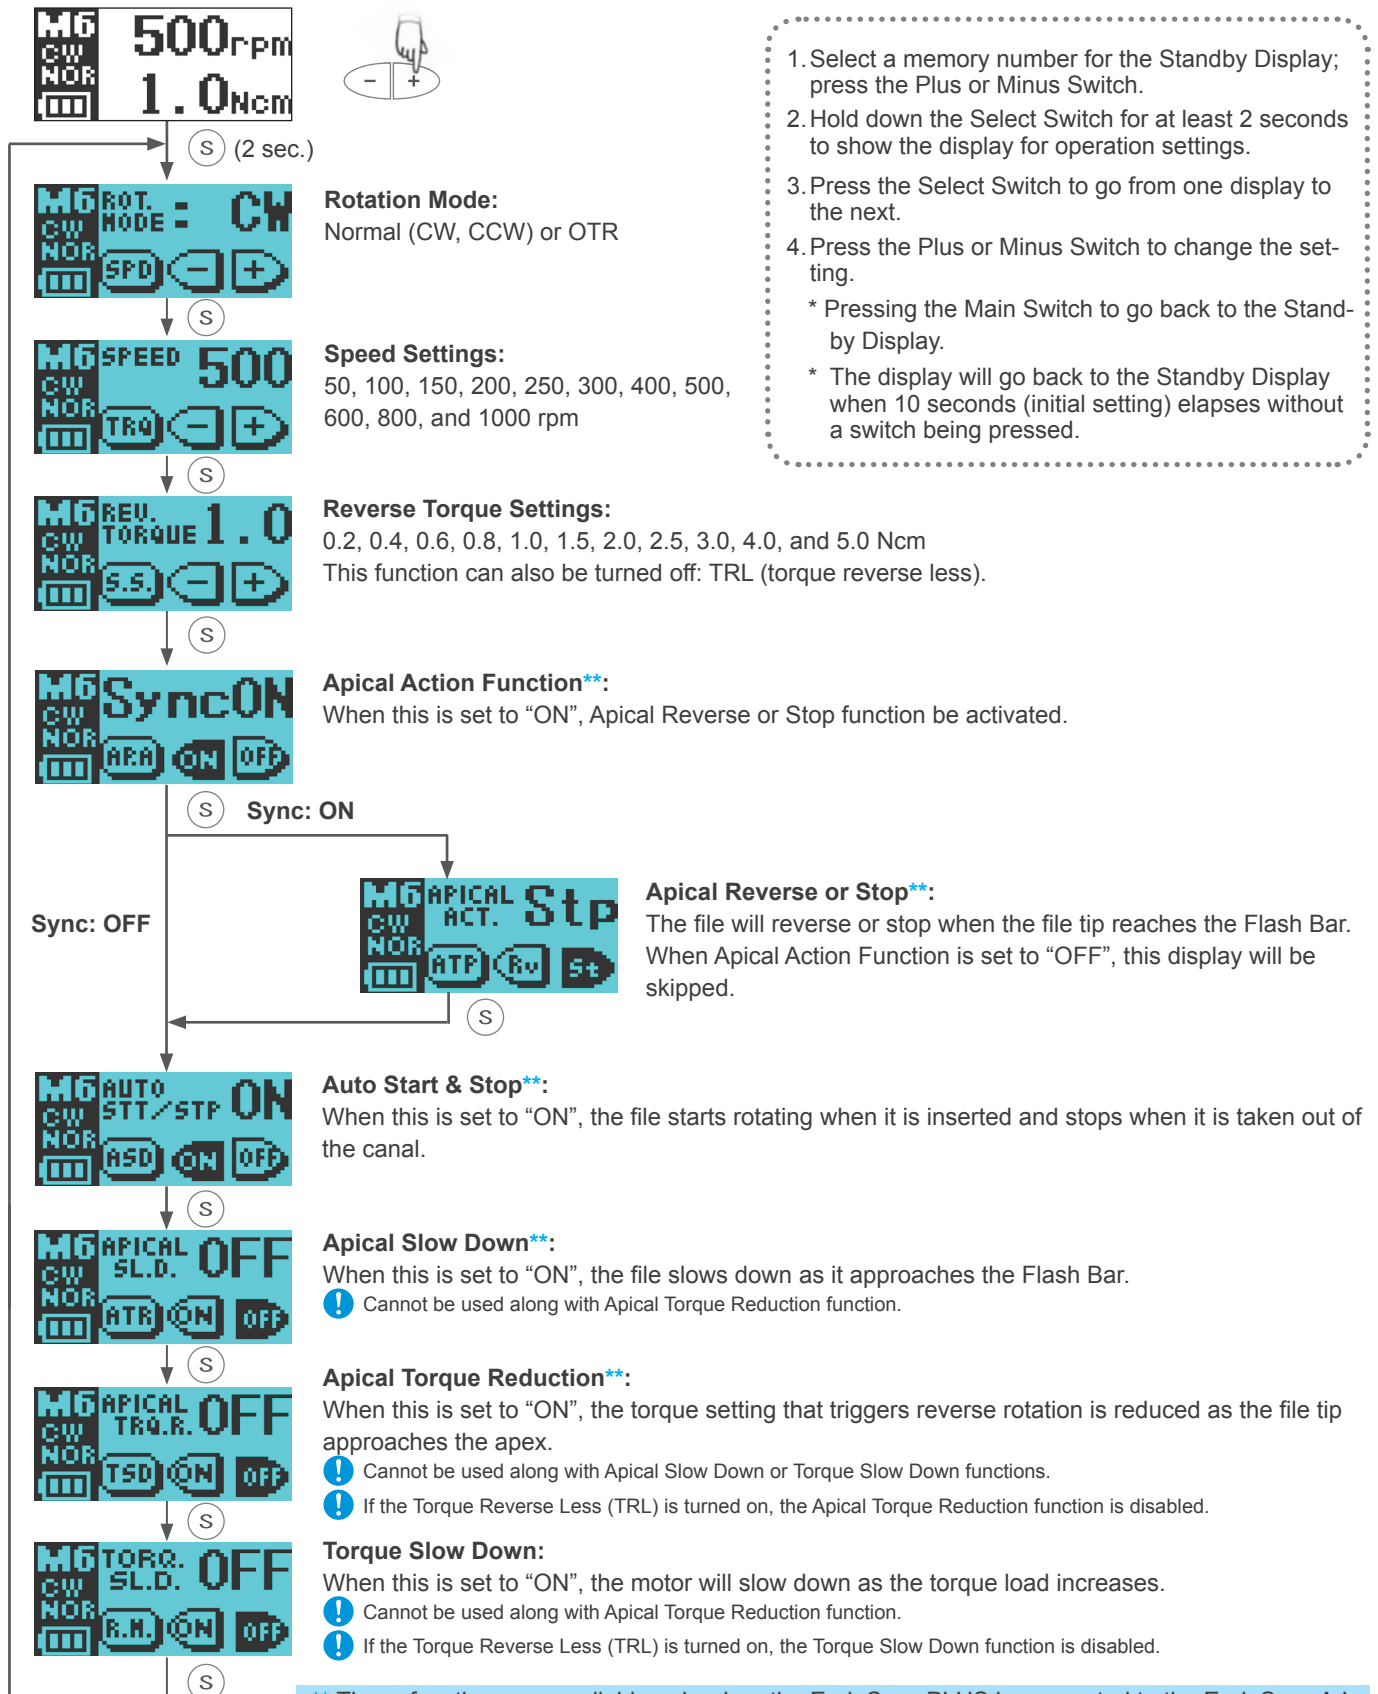 M6
CW
NOR
500rpm
1.0Ncm
- +
S (2 sec.)
1. Select a memory number for the Standby Display;
press the Plus or Minus Switch.
2. Hold down the Select Switch for at least 2 seconds
to show the display for operation settings.
3. Press the Select Switch to go from one display to
the next.
4. Press the Plus or Minus Switch to change the set-
ting.
* Pressing the Main Switch to go back to the Stand-
by Display.
* The display will go back to the Standby Display
when 10 seconds (initial setting) elapses without
a switch being pressed.
M6 ROT. MODE: CW
CW
NOR
SPD - +
Rotation Mode:
Normal (CW, CCW) or OTR
S
M6 SPEED 500
CW
NOR
TRQ - +
Speed Settings:
50, 100, 150, 200, 250, 300, 400, 500,
600, 800, and 1000 rpm
S
M6 REV. TORQUE 1.0
CW
NOR
S.S. - +
Reverse Torque Settings:
0.2, 0.4, 0.6, 0.8, 1.0, 1.5, 2.0, 2.5, 3.0, 4.0, and 5.0 Ncm
This function can also be turned off: TRL (torque reverse less).
S
M6 SyncON
CW
NOR
AR.A ON OFF
Apical Action Function**:
When this is set to “ON”, Apical Reverse or Stop function be activated.
S Sync: ON
Sync: OFF
M6 APICAL ACT. Stp
CW
NOR
ATP Rv St
Apical Reverse or Stop**:
The file will reverse or stop when the file tip reaches the Flash Bar.
When Apical Action Function is set to “OFF”, this display will be
skipped.
S
M6 AUTO STT/STP ON
CW
NOR
ASD ON OFF
Auto Start & Stop**:
When this is set to “ON”, the file starts rotating when it is inserted and stops when it is taken out of
the canal.
S
M6 APICAL SL.D. OFF
CW
NOR
ATR ON OFF
Apical Slow Down**:
When this is set to “ON”, the file slows down as it approaches the Flash Bar.
! Cannot be used along with Apical Torque Reduction function.
S
M6 APICAL TRQ.R. OFF
CW
NOR
TSD ON OFF
Apical Torque Reduction**:
When this is set to “ON”, the torque setting that triggers reverse rotation is reduced as the file tip
approaches the apex.
! Cannot be used along with Apical Slow Down or Torque Slow Down functions.
! If the Torque Reverse Less (TRL) is turned on, the Apical Torque Reduction function is disabled.
S
M6 TORQ. SL.D. OFF
CW
NOR
R.M. ON OFF
Torque Slow Down:
When this is set to “ON”, the motor will slow down as the torque load increases.
! Cannot be used along with Apical Torque Reduction function.
! If the Torque Reverse Less (TRL) is turned on, the Torque Slow Down function is disabled.
S